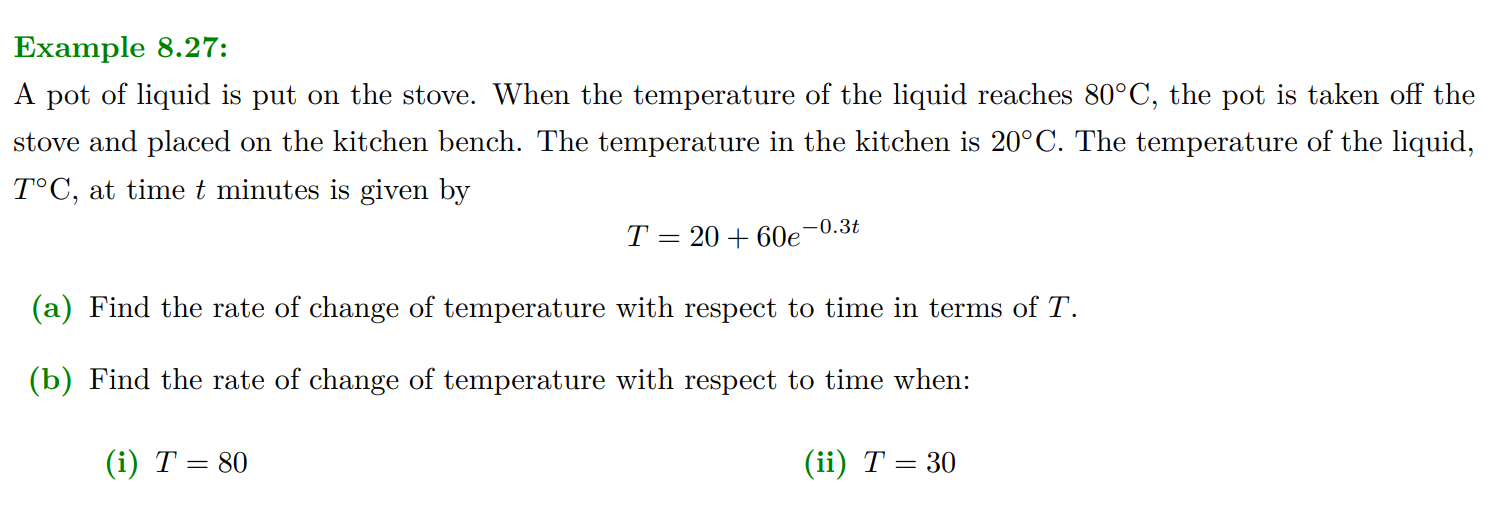 Example 8.27:
A pot of liquid is put on the stove. When the temperature of the liquid reaches 80°C, the pot is taken off the
stove and placed on the kitchen bench. The temperature in the kitchen is 20°C. The temperature of the liquid,
T°C, at time t minutes is given by
T = 20 + 60e^{−0.3t}
(a) Find the rate of change of temperature with respect to time in terms of T.
(b) Find the rate of change of temperature with respect to time when:
(i) T = 80 (ii) T = 30